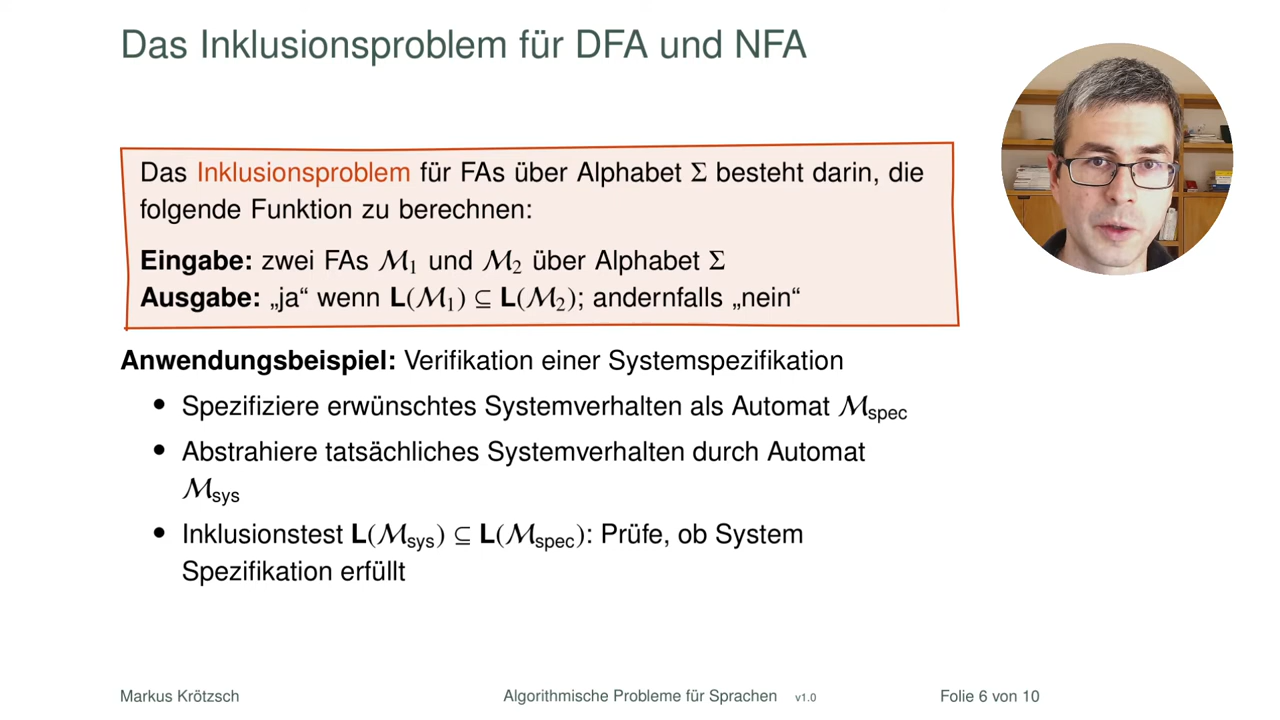 Das Inklusionsproblem für DFA und NFA
Das Inklusionsproblem für FAs über Alphabet Σ besteht darin, die
folgende Funktion zu berechnen:
Eingabe: zwei FAs ℳ₁ und ℳ₂ über Alphabet Σ
Ausgabe: „ja“ wenn L(ℳ₁) ⊆ L(ℳ₂); andernfalls „nein“
Anwendungsbeispiel: Verifikation einer Systemspezifikation
• Spezifiziere erwünschtes Systemverhalten als Automat ℳspec
• Abstrahiere tatsächliches Systemverhalten durch Automat
ℳsys
• Inklusionstest L(ℳsys) ⊆ L(ℳspec): Prüfe, ob System
Spezifikation erfüllt
Markus Krötzsch Algorithmische Probleme für Sprachen v1.0 Folie 6 von 10